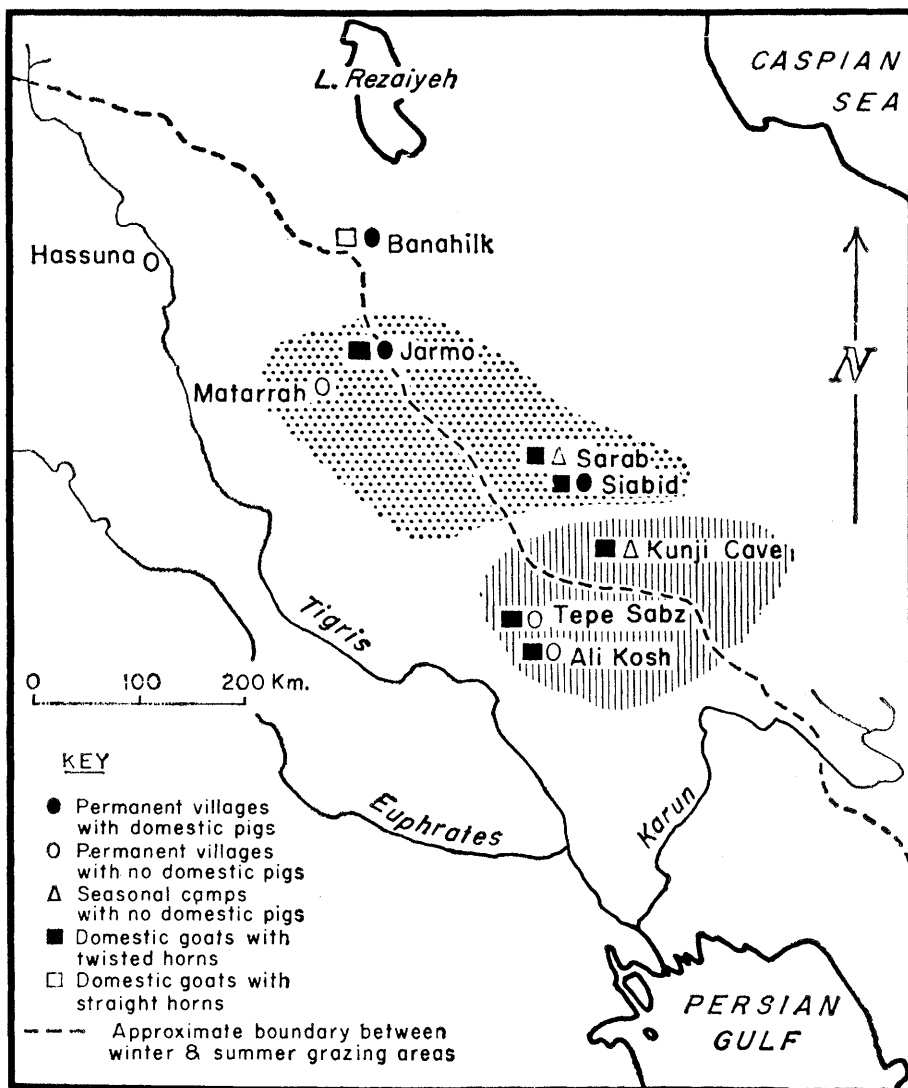 CASPIAN
SEA
L. Rezaiyeh
Banahilk
Hassuna
N
Jarmo
Matarrah
Sarab
Siabid
Kunji Cave
Tepe Sabz
Tigris
Ali Kosh
0 100 200 Km.
KEY
Permanent villages
with domestic pigs
Permanent villages
with no domestic pigs
Seasonal camps
with no domestic pigs
Domestic goats with
twisted horns
Domestic goats with
straight horns
Approximate boundary between
winter & summer grazing areas
Euphrates
Karun
PERSIAN
GULF